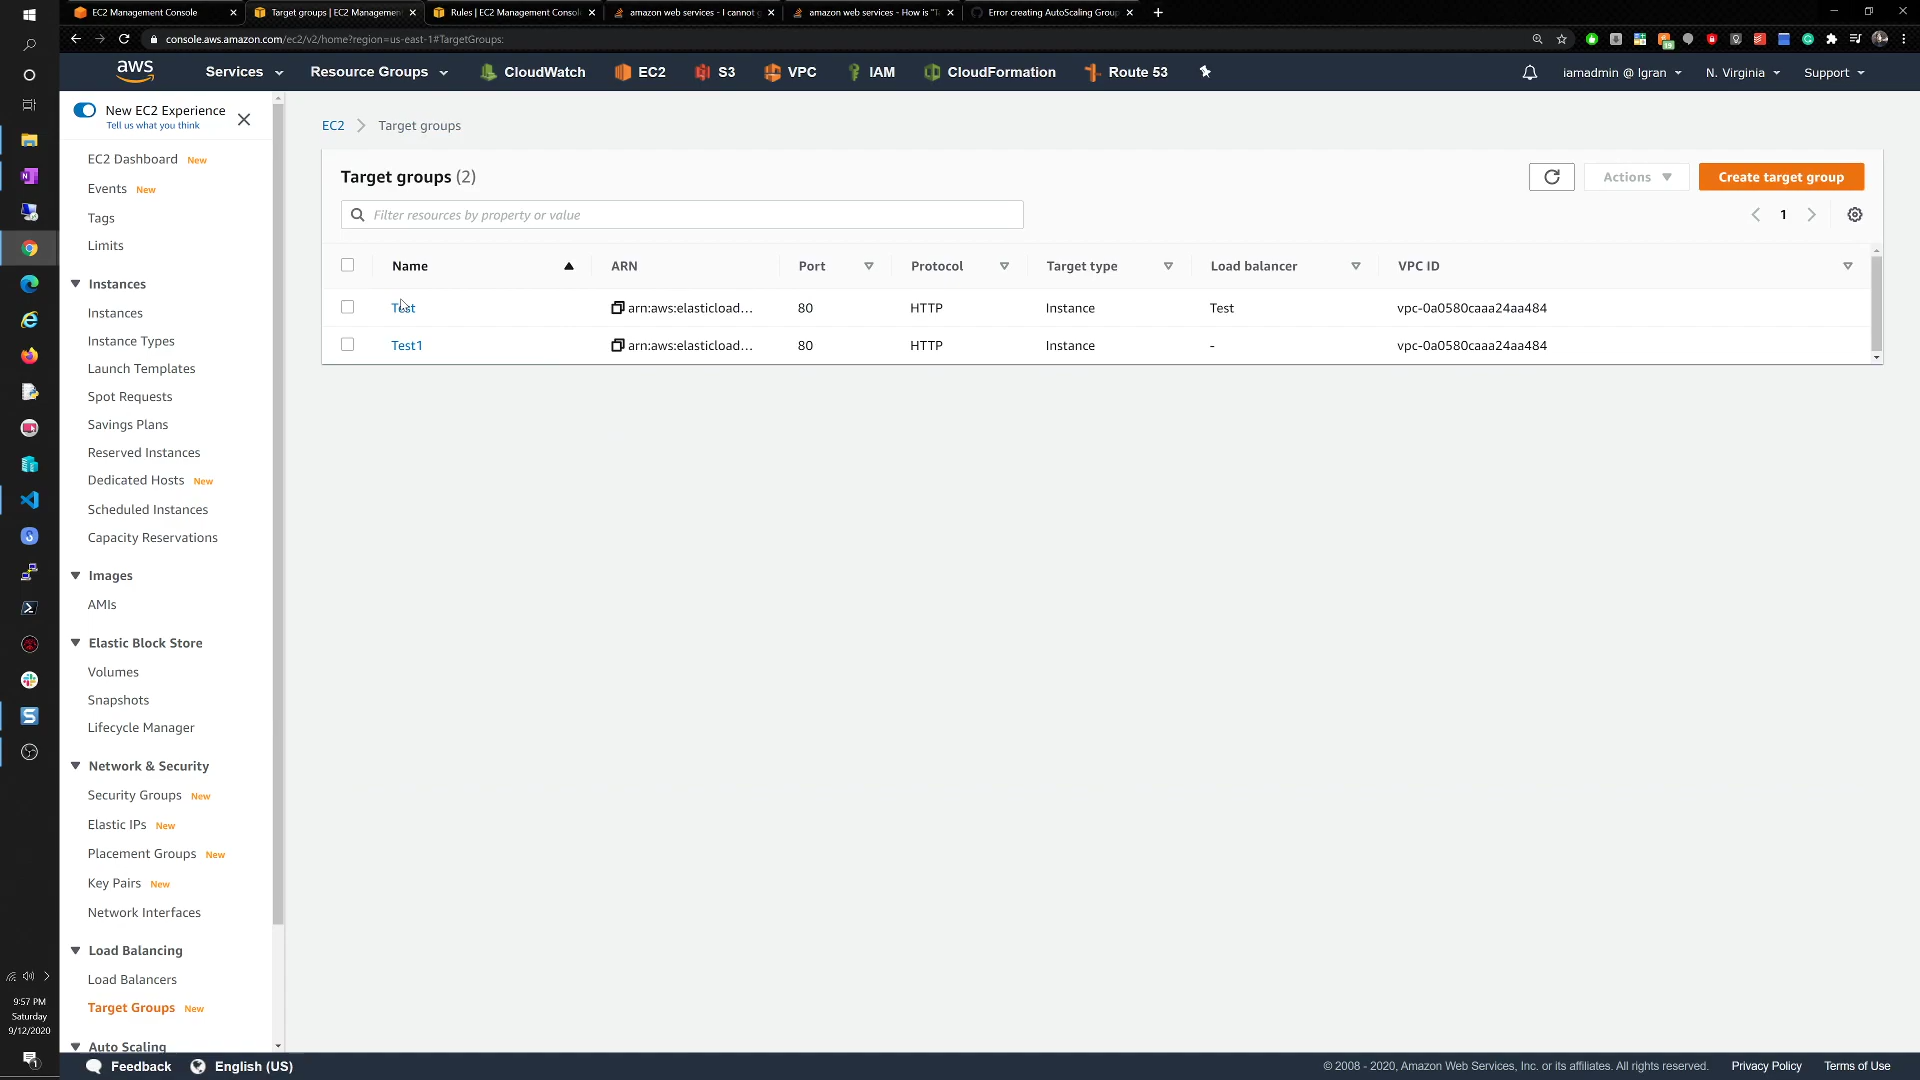 EC2 Management Console
Target groups | EC2 Management
Rules | EC2 Management Consol
amazon web services - I cannot
amazon web services - How is "T
Error creating AutoScaling Grou
console.aws.amazon.com/ec2/v2/home?region=us-east-1#TargetGroups:
aws
Services
Resource Groups
CloudWatch
EC2
S3
VPC
IAM
CloudFormation
Route 53
iamadmin @ lgran
N. Virginia
Support
New EC2 Experience
Tell us what you think
EC2 Dashboard New
Events New
Tags
Limits
Instances
Instances
Instance Types
Launch Templates
Spot Requests
Savings Plans
Reserved Instances
Dedicated Hosts New
Scheduled Instances
Capacity Reservations
Images
AMIs
Elastic Block Store
Volumes
Snapshots
Lifecycle Manager
Network & Security
Security Groups New
Elastic IPs New
Placement Groups New
Key Pairs New
Network Interfaces
Load Balancing
Load Balancers
Target Groups New
Auto Scaling
EC2 > Target groups
Target groups (2)
Actions
Create target group
Filter resources by property or value
1
Name ARN Port Protocol Target type Load balancer VPC ID
Test arn:aws:elasticload... 80 HTTP Instance Test vpc-0a0580caaa24aa484
Test1 arn:aws:elasticload... 80 HTTP Instance - vpc-0a0580caaa24aa484
9:57 PM
Saturday
9/12/2020
Feedback
English (US)
© 2008 - 2020, Amazon Web Services, Inc. or its affiliates. All rights reserved.
Privacy Policy
Terms of Use